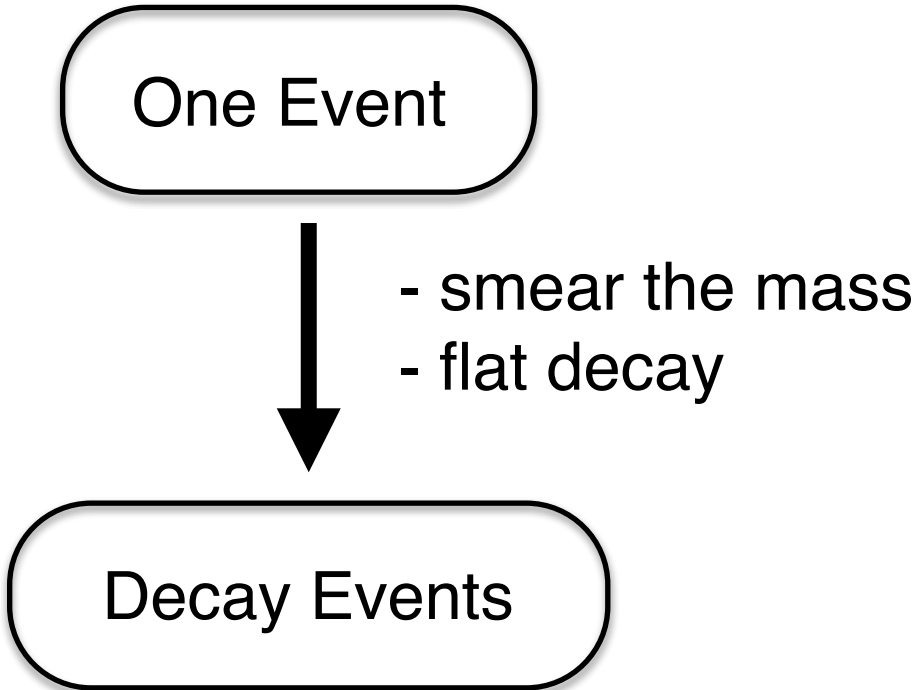 One Event
- smear the mass
- flat decay
Decay Events